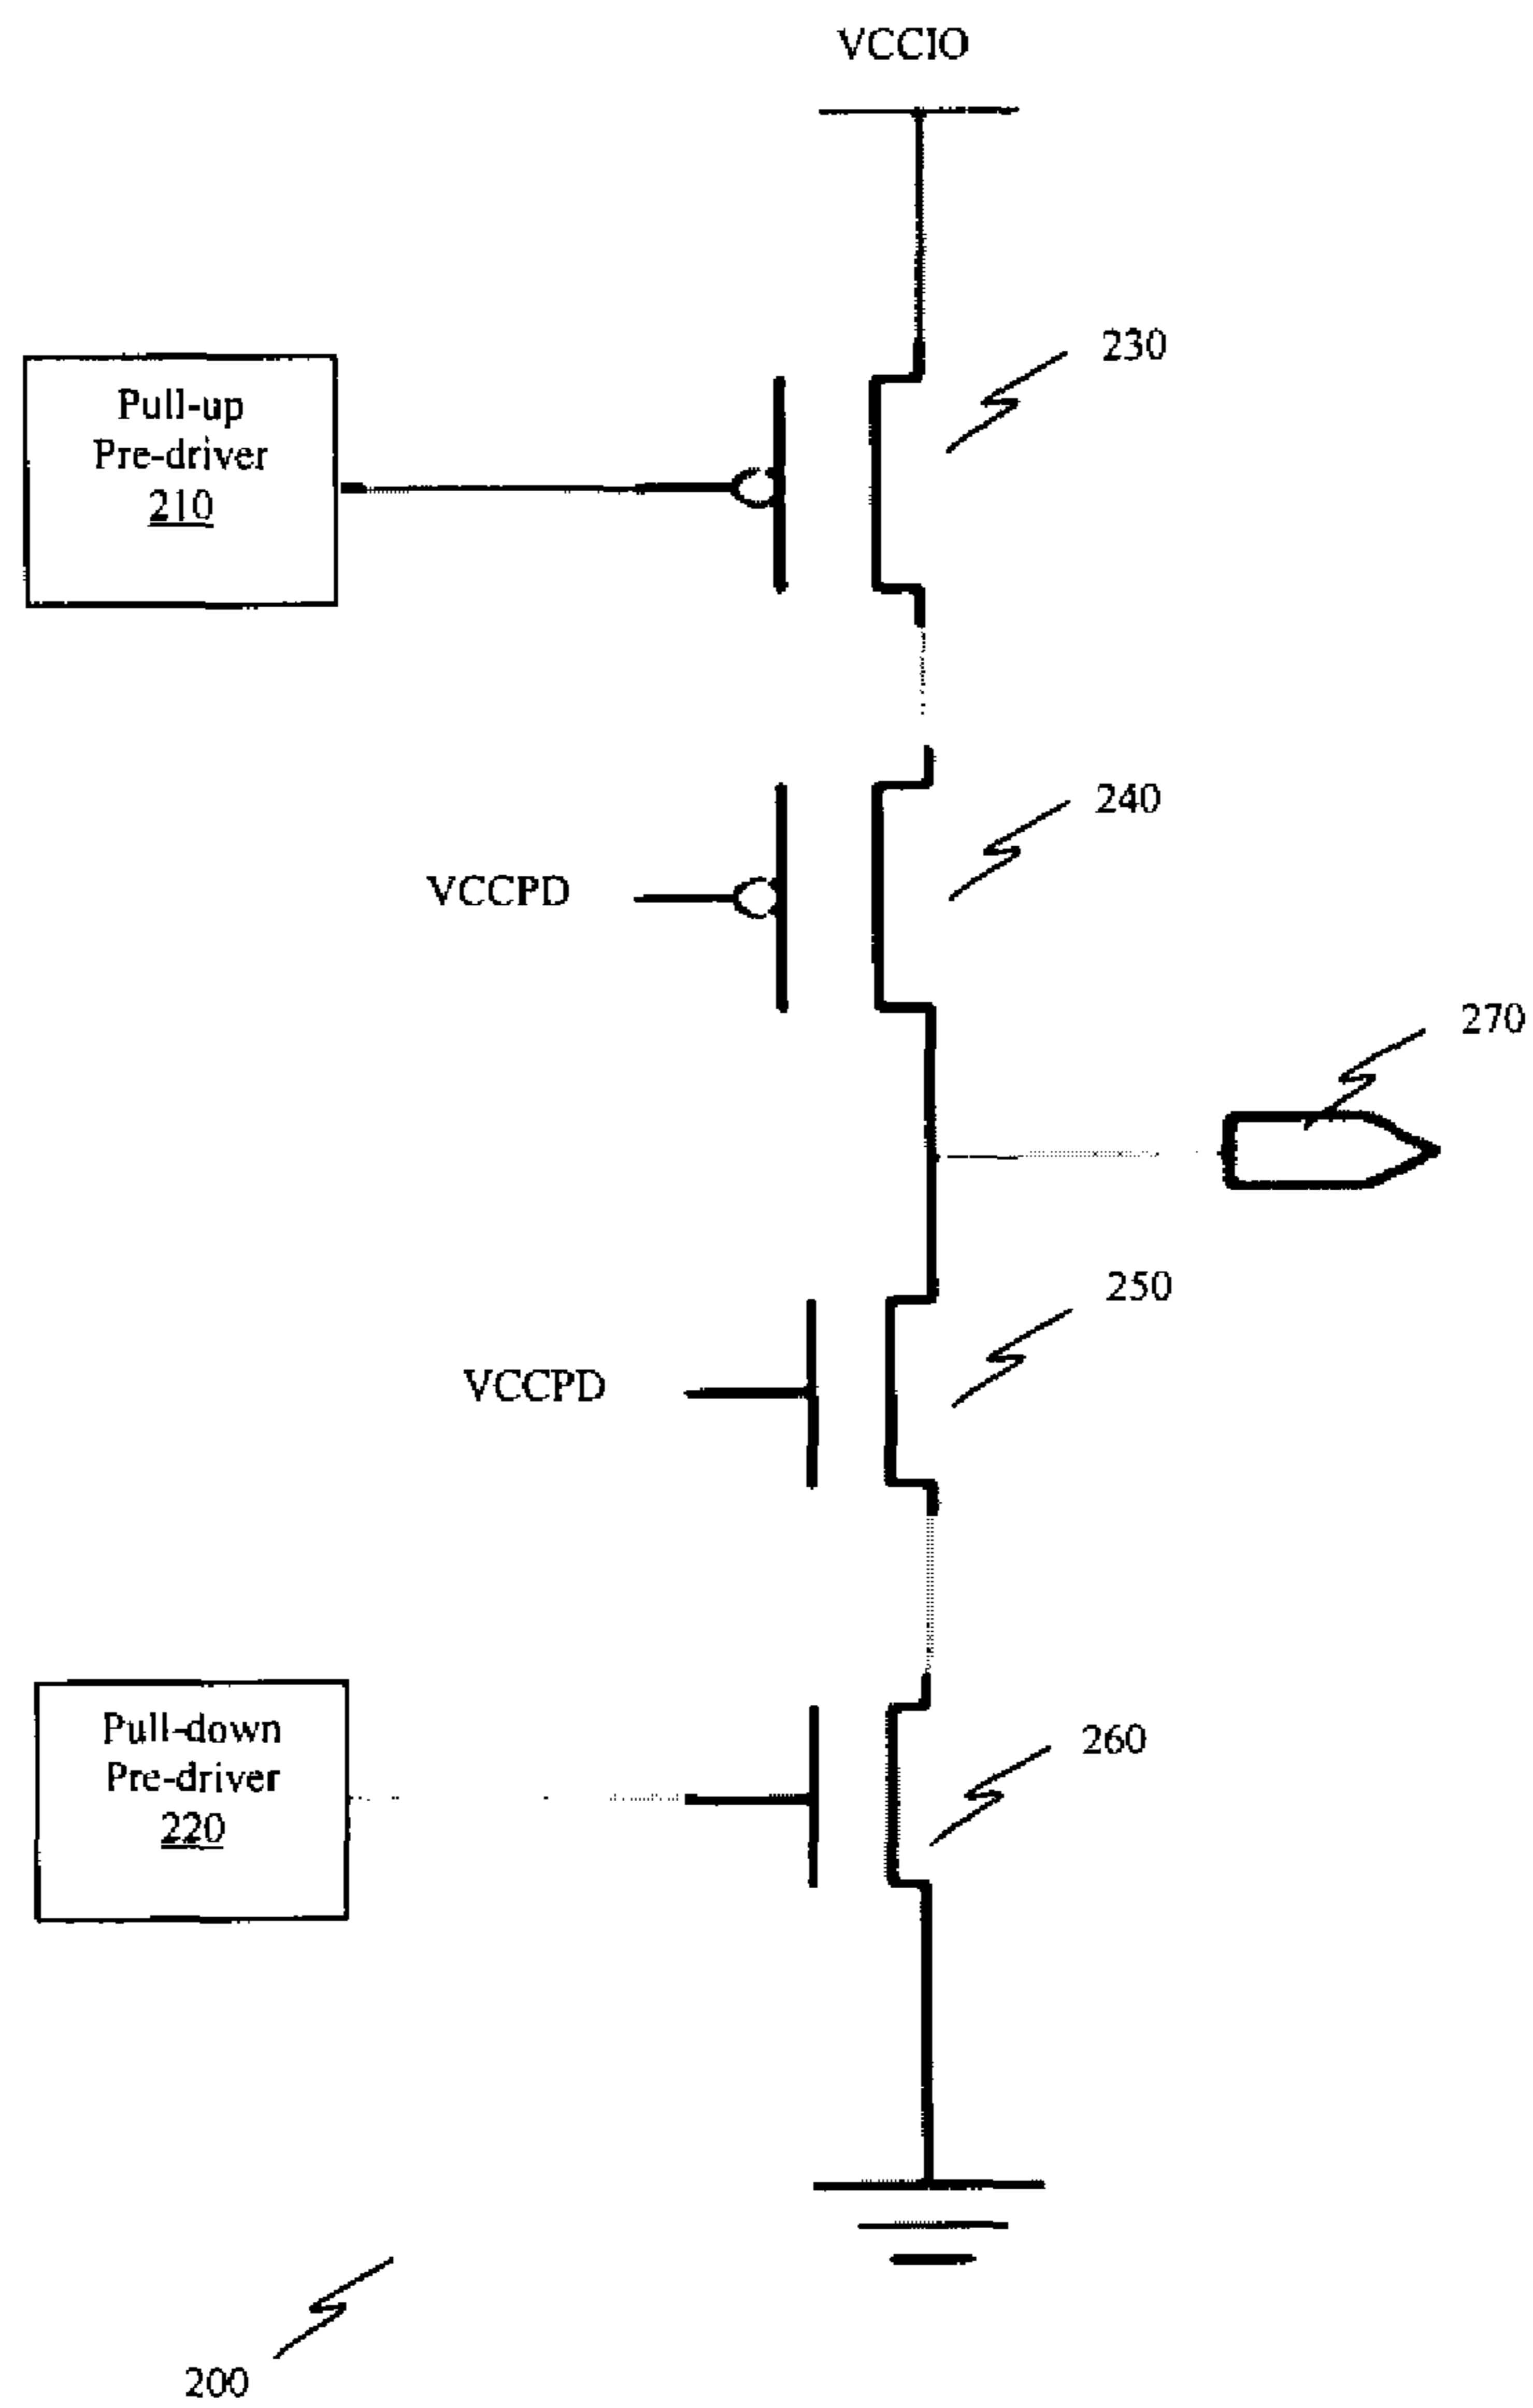 VCCIO
230
Pull-up
Pre-driver
210
240
VCCPD
270
250
VCCPD
260
Pull-down
Pre-driver
220
200